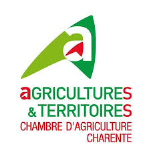 a
agRICULTURES
& TERRITOIRES
CHAMBRE D'AGRICULTURE
CHARENTE